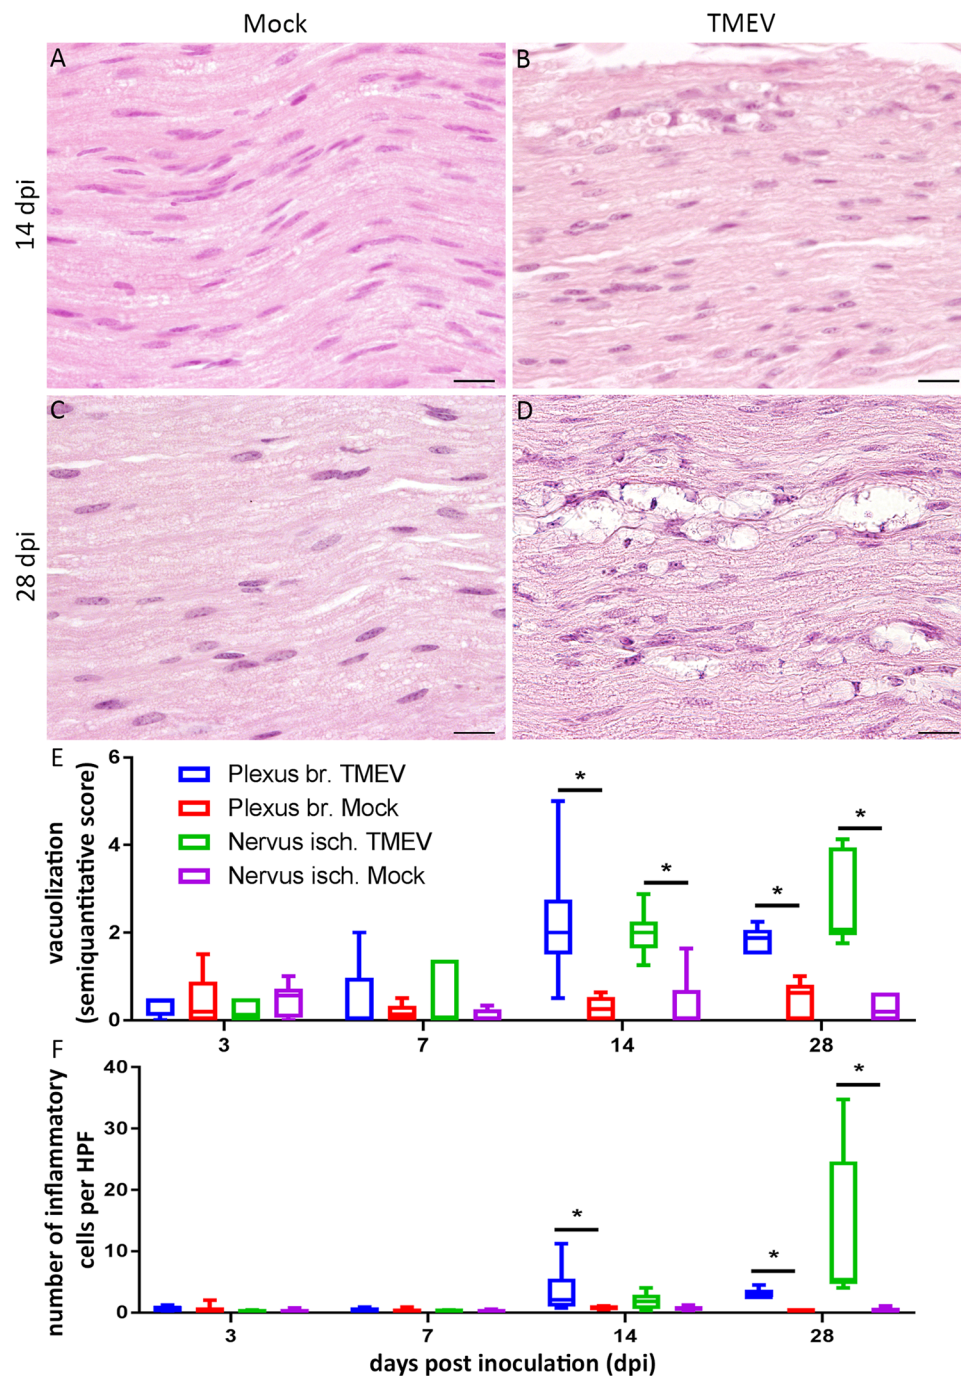 Mock TMEV
A B
14 dpi
C D
28 dpi
E
vacuolization
(semiquantitative score)
6
4
2
0
Plexus br. TMEV
Plexus br. Mock
Nervus isch. TMEV
Nervus isch. Mock
* * * *
3 7 14 28
F
number of inflammatory
cells per HPF
40
30
20
10
0
* * *
3 7 14 28
days post inoculation (dpi)